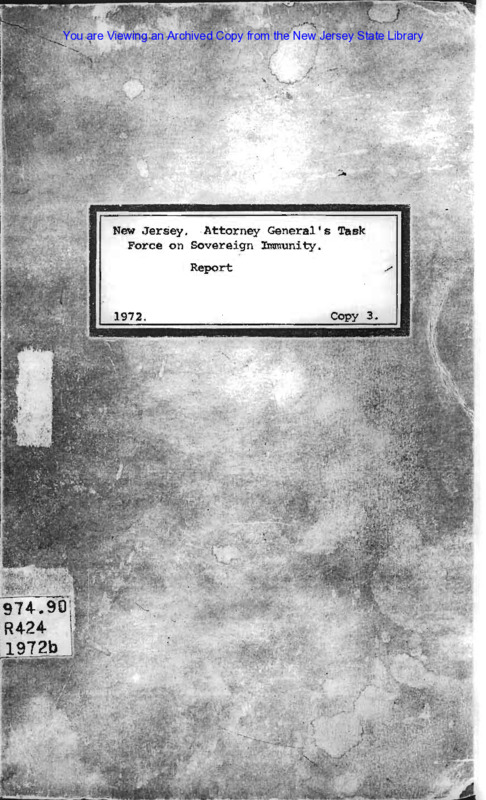 You are Viewing an Archived Copy from the New Jersey State Library
New Jersey. Attorney General's Task
Force on Sovereign Immunity.
Report
1972. Copy 3.
974.90
R424
1972b